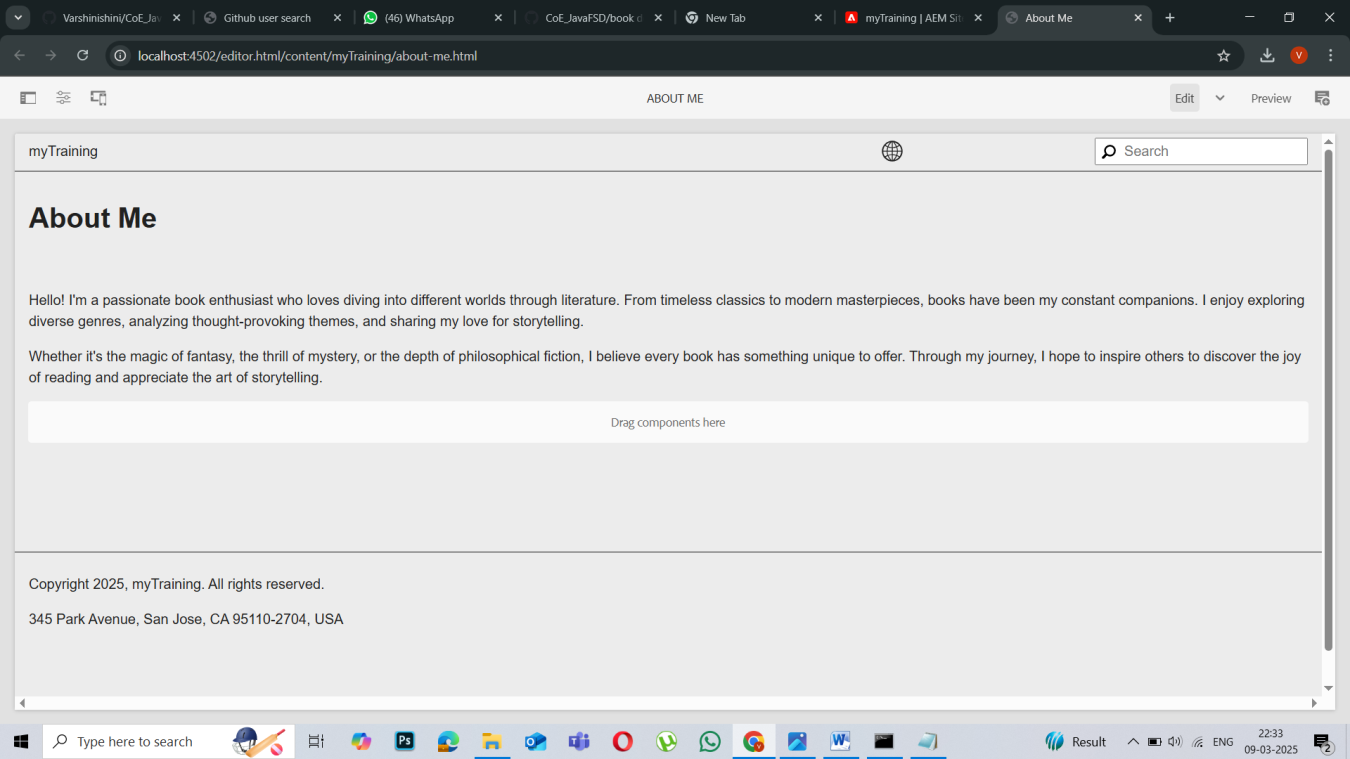 Varshinishini/CoE_Jav
Github user search
(46) WhatsApp
CoE_JavaFSD/book d
New Tab
myTraining | AEM Sit
About Me
localhost:4502/editor.html/content/myTraining/about-me.html
V
ABOUT ME
Edit
Preview
myTraining
Search
About Me
Hello! I'm a passionate book enthusiast who loves diving into different worlds through literature. From timeless classics to modern masterpieces, books have been my constant companions. I enjoy exploring
diverse genres, analyzing thought-provoking themes, and sharing my love for storytelling.
Whether it's the magic of fantasy, the thrill of mystery, or the depth of philosophical fiction, I believe every book has something unique to offer. Through my journey, I hope to inspire others to discover the joy
of reading and appreciate the art of storytelling.
Drag components here
Copyright 2025, myTraining. All rights reserved.
345 Park Avenue, San Jose, CA 95110-2704, USA
Type here to search
Ps
Result
ENG
22:33
09-03-2025
2